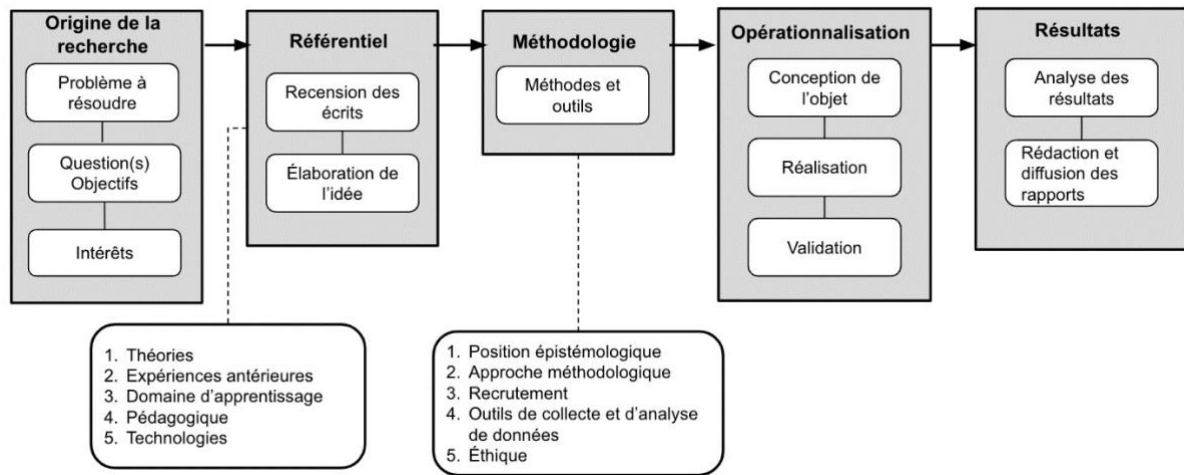 Origine de la
recherche
Problème à
résoudre
Question(s)
Objectifs
Intérêts
Référentiel
Recension des
écrits
Élaboration de
l'idée
Méthodologie
Méthodes et
outils
Opérationnalisation
Conception de
l'objet
Réalisation
Validation
Résultats
Analyse des
résultats
Rédaction et
diffusion des
rapports
1. Théories
2. Expériences antérieures
3. Domaine d'apprentissage
4. Pédagogique
5. Technologies
1. Position épistémologique
2. Approche méthodologique
3. Recrutement
4. Outils de collecte et d'analyse
de données
5. Éthique